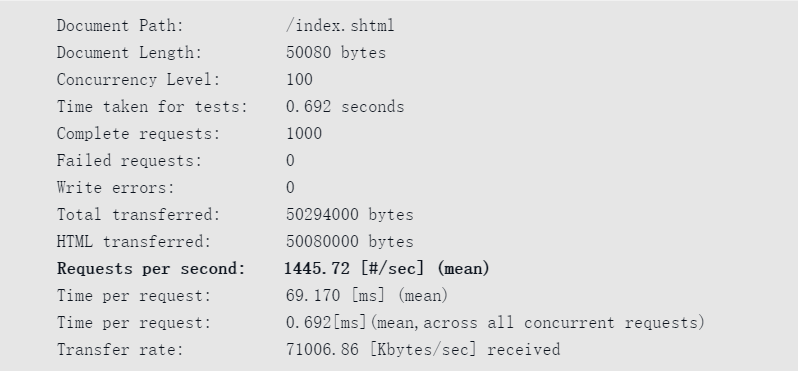 Document Path: /index.shtml
Document Length: 50080 bytes
Concurrency Level: 100
Time taken for tests: 0.692 seconds
Complete requests: 1000
Failed requests: 0
Write errors: 0
Total transferred: 50294000 bytes
HTML transferred: 50080000 bytes
Requests per second: 1445.72 [#/sec] (mean)
Time per request: 69.170 [ms] (mean)
Time per request: 0.692[ms](mean,across all concurrent requests)
Transfer rate: 71006.86 [Kbytes/sec] received